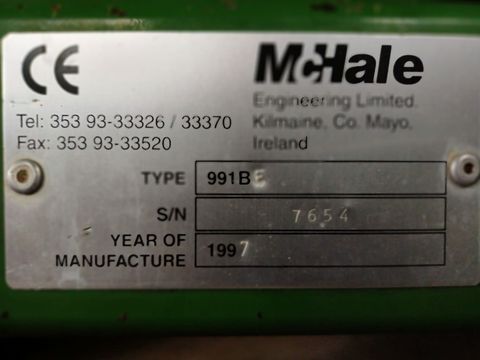 CE
McHale
Engineering Limited.
Kilmaine, Co. Mayo,
Ireland
Tel: 353 93-33326 / 33370
Fax: 353 93-33520
TYPE 991BE
S/N 7654
YEAR OF
MANUFACTURE 1997